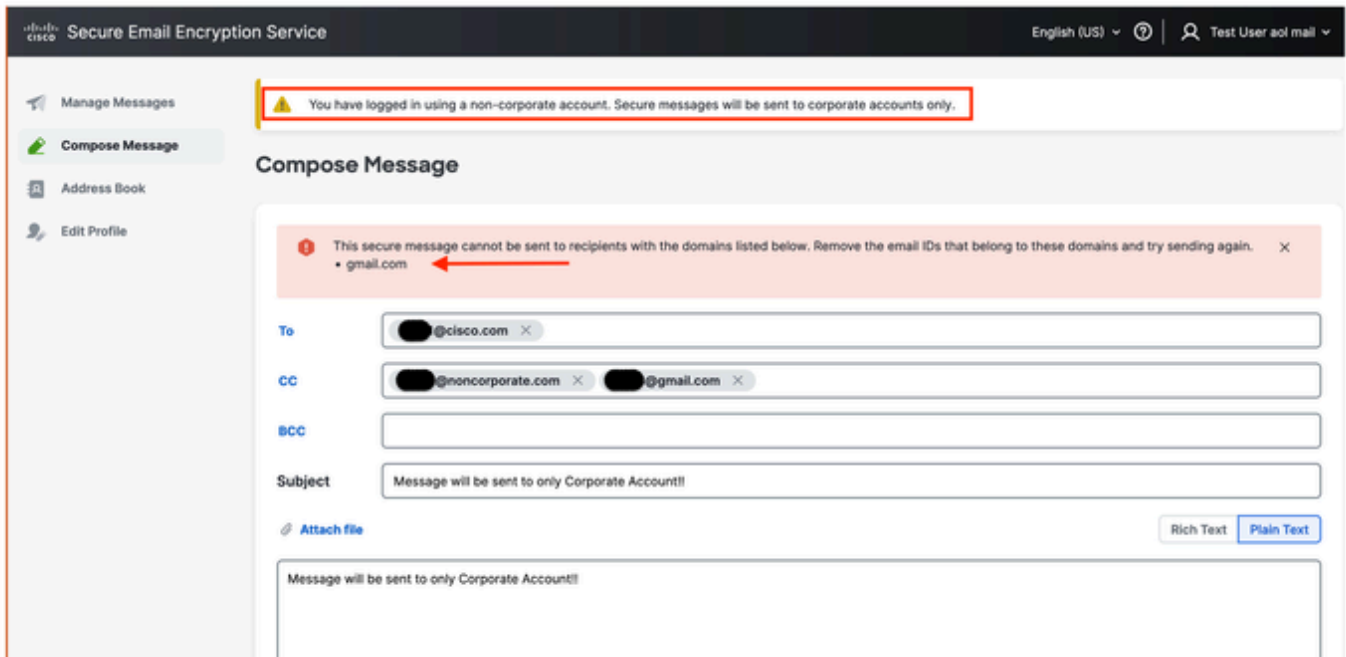 cisco Secure Email Encryption Service
English (US)
Test User aol mail
Manage Messages
Compose Message
Address Book
Edit Profile
You have logged in using a non-corporate account. Secure messages will be sent to corporate accounts only.
Compose Message
This secure message cannot be sent to recipients with the domains listed below. Remove the email IDs that belong to these domains and try sending again.
• gmail.com
To @cisco.com
CC @noncorporate.com @gmail.com
BCC
Subject Message will be sent to only Corporate Account!!
Attach file
Rich Text Plain Text
Message will be sent to only Corporate Account!!